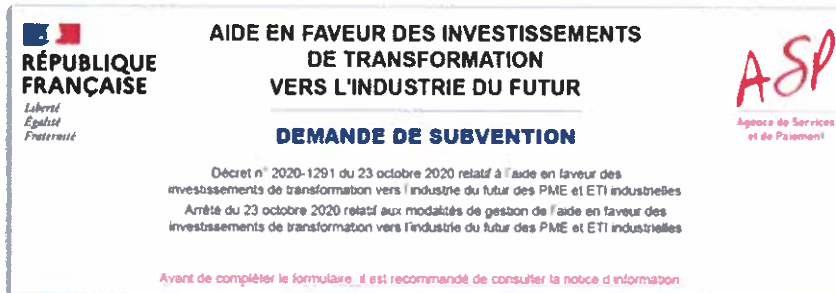 RÉPUBLIQUE
FRANÇAISE
Liberté
Égalité
Fraternité
AIDE EN FAVEUR DES INVESTISSEMENTS
DE TRANSFORMATION
VERS L'INDUSTRIE DU FUTUR
DEMANDE DE SUBVENTION
ASP
Agence de Services
et de Paiement
Décret n° 2020-1291 du 23 octobre 2020 relatif à l'aide en faveur des
investissements de transformation vers l'industrie du futur des PME et ETI industrielles
Arrêté du 23 octobre 2020 relatif aux modalités de gestion de l'aide en faveur des
investissements de transformation vers l'industrie du futur des PME et ETI industrielles
Avant de compléter le formulaire, il est recommandé de consulter la notice d'information